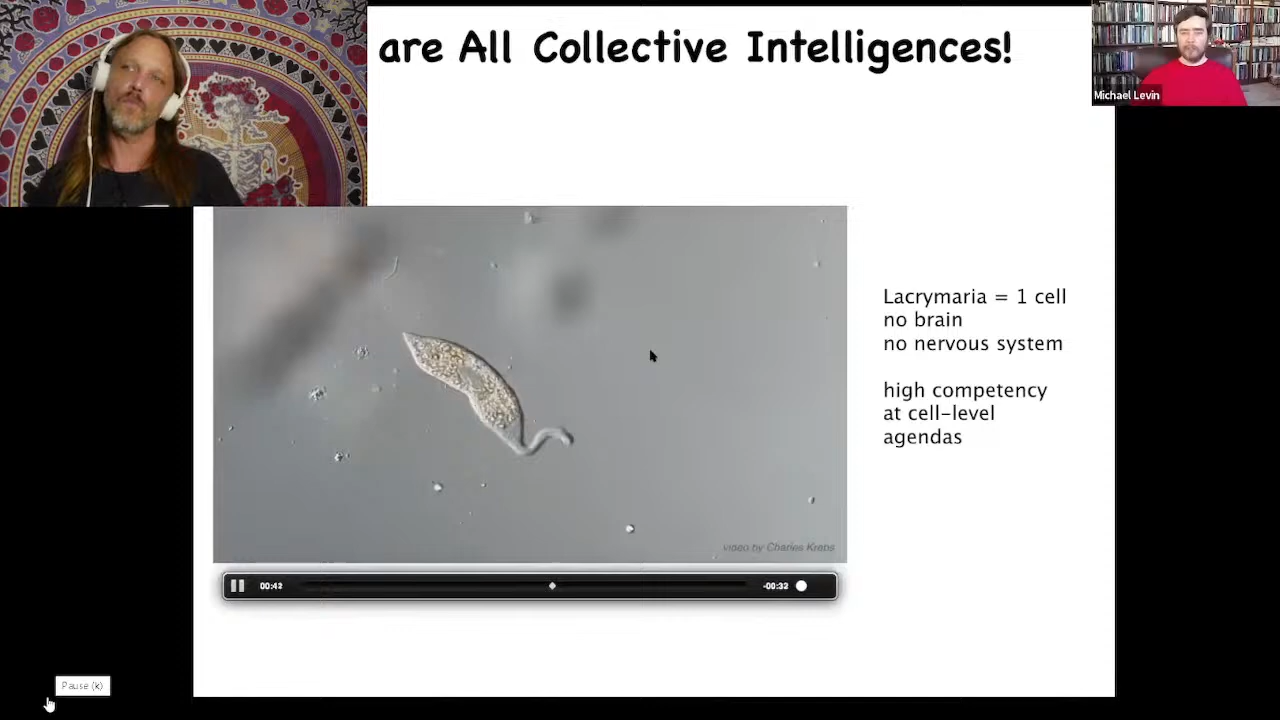 are All Collective Intelligences!
Michael Levin
Lacrymaria = 1 cell
no brain
no nervous system
high competency
at cell-level
agendas
video by Charles Krebs
00:43
-00:32
Pause (k)